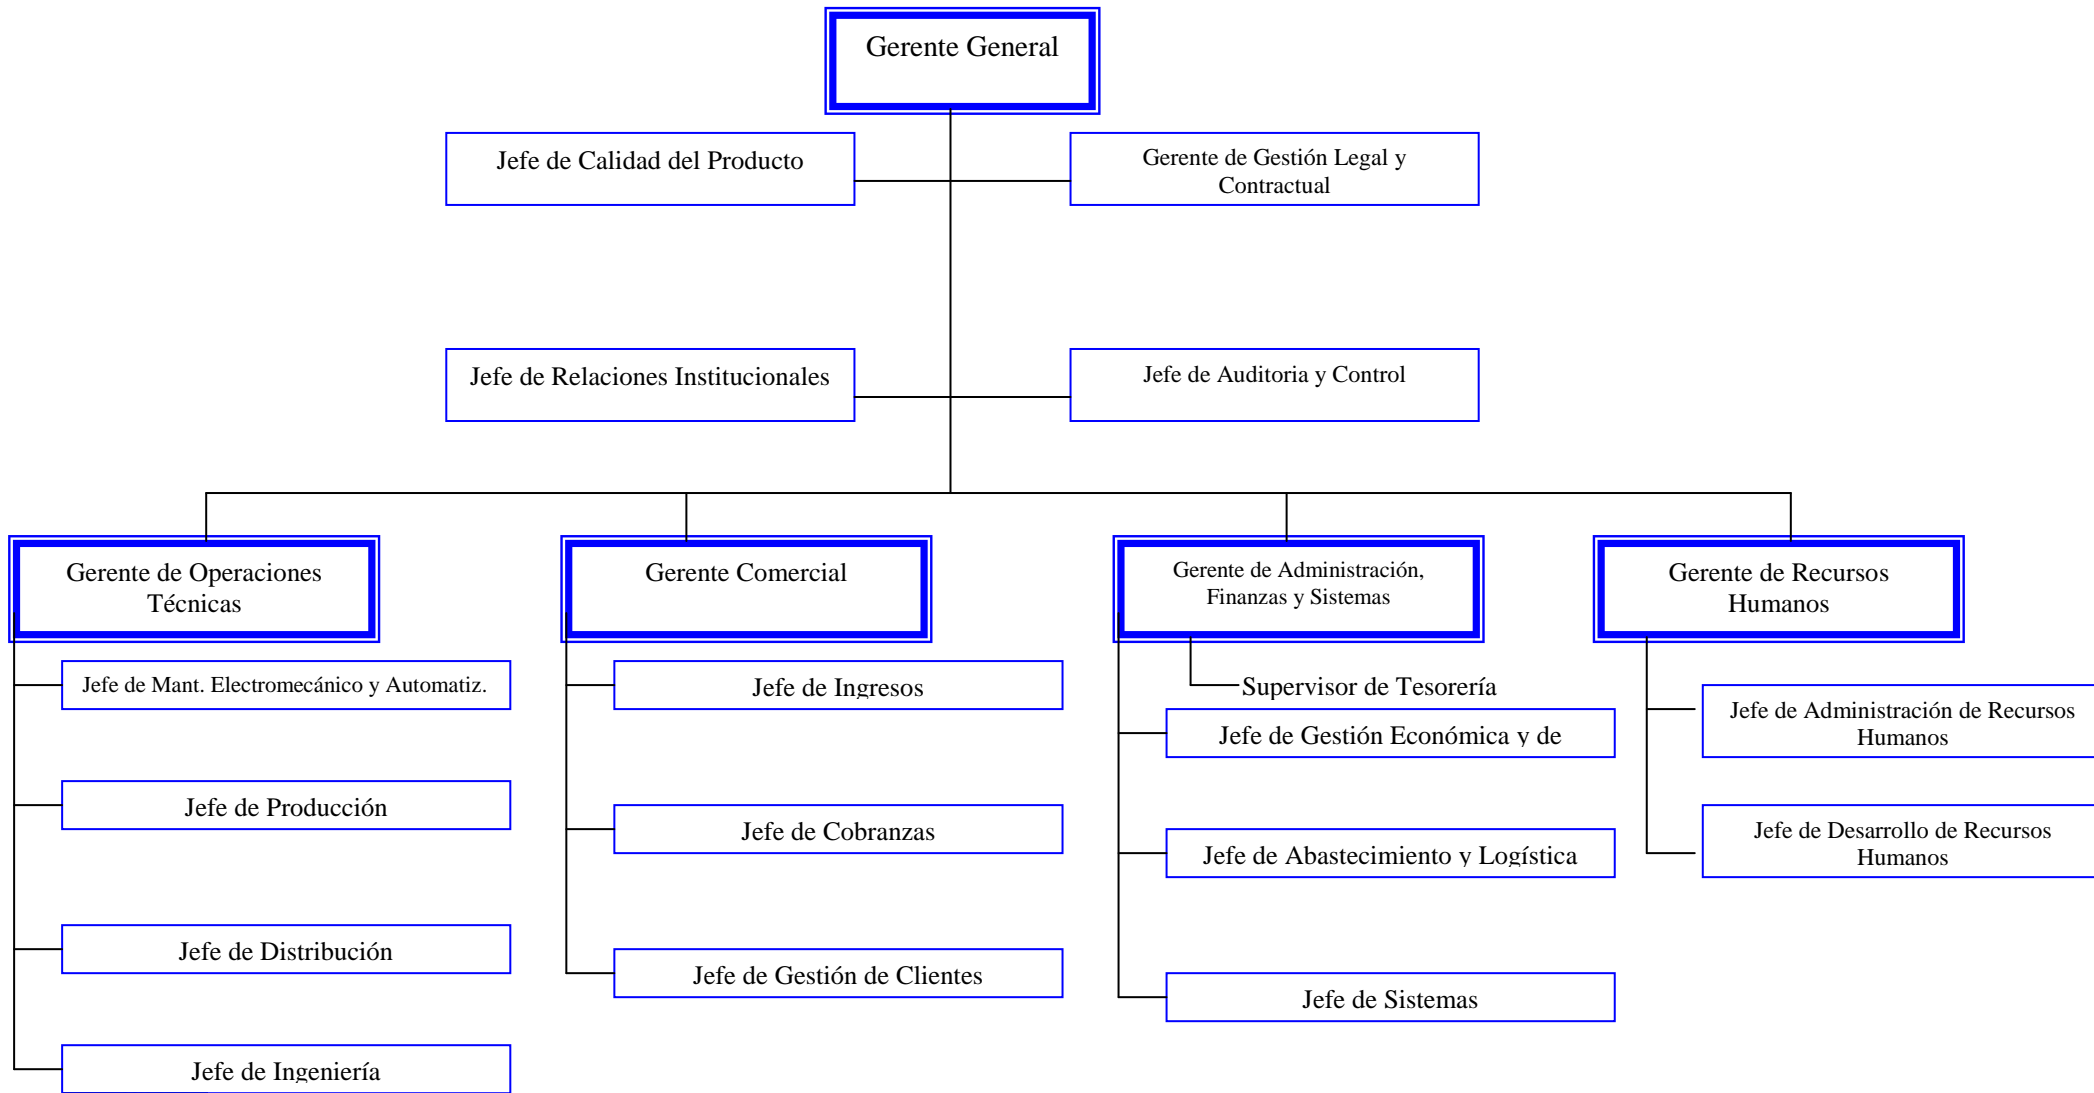 Gerente General
Jefe de Calidad del Producto
Gerente de Gestión Legal y
Contractual
Jefe de Relaciones Institucionales
Jefe de Auditoria y Control
Gerente de Operaciones
Técnicas
Gerente Comercial
Gerente de Administración,
Finanzas y Sistemas
Gerente de Recursos
Humanos
Jefe de Mant. Electromecánico y Automatiz.
Jefe de Producción
Jefe de Distribución
Jefe de Ingeniería
Jefe de Ingresos
Jefe de Cobranzas
Jefe de Gestión de Clientes
Supervisor de Tesorería
Jefe de Gestión Económica y de
Jefe de Abastecimiento y Logística
Jefe de Sistemas
Jefe de Administración de Recursos
Humanos
Jefe de Desarrollo de Recursos
Humanos